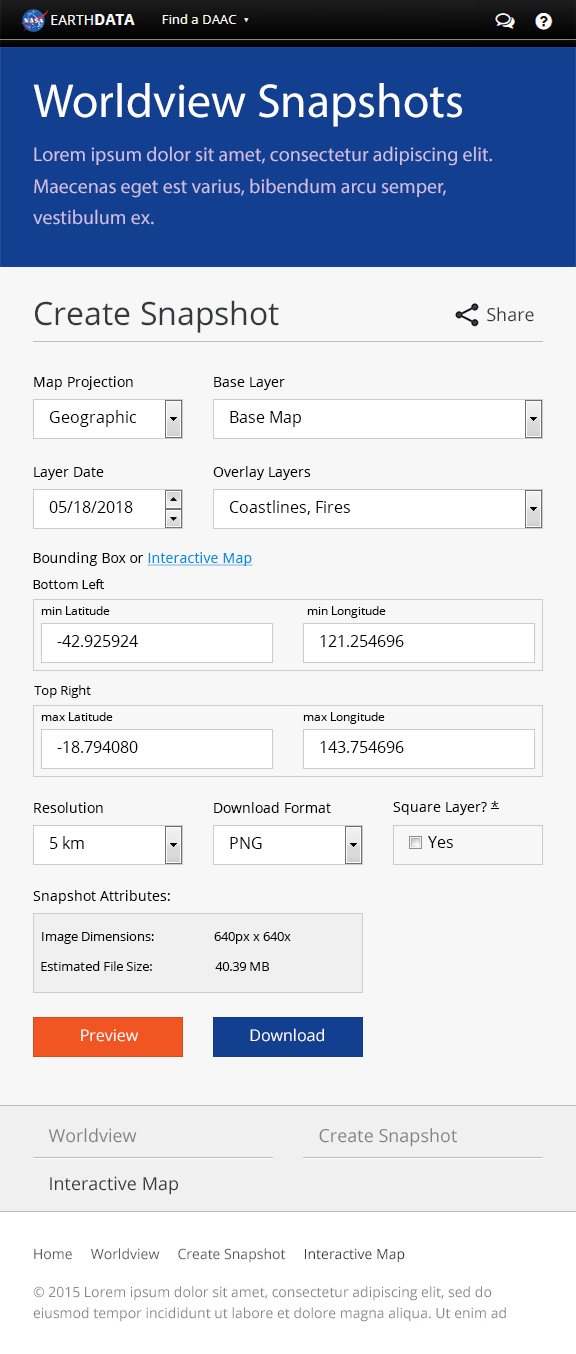 NASA EARTHDATA Find a DAAC
Worldview Snapshots
Lorem ipsum dolor sit amet, consectetur adipiscing elit.
Maecenas eget est varius, bibendum arcu semper,
vestibulum ex.
Create Snapshot Share
Map Projection Base Layer
Geographic Base Map
Layer Date Overlay Layers
05/18/2018 Coastlines, Fires
Bounding Box or Interactive Map
Bottom Left
min Latitude min Longitude
-42.925924 121.254696
Top Right
max Latitude max Longitude
-18.794080 143.754696
Resolution Download Format Square Layer? *
5 km PNG Yes
Snapshot Attributes:
Image Dimensions: 640px x 640x
Estimated File Size: 40.39 MB
Preview Download
Worldview Create Snapshot
Interactive Map
Home Worldview Create Snapshot Interactive Map
© 2015 Lorem ipsum dolor sit amet, consectetur adipiscing elit, sed do
eiusmod tempor incididunt ut labore et dolore magna aliqua. Ut enim ad